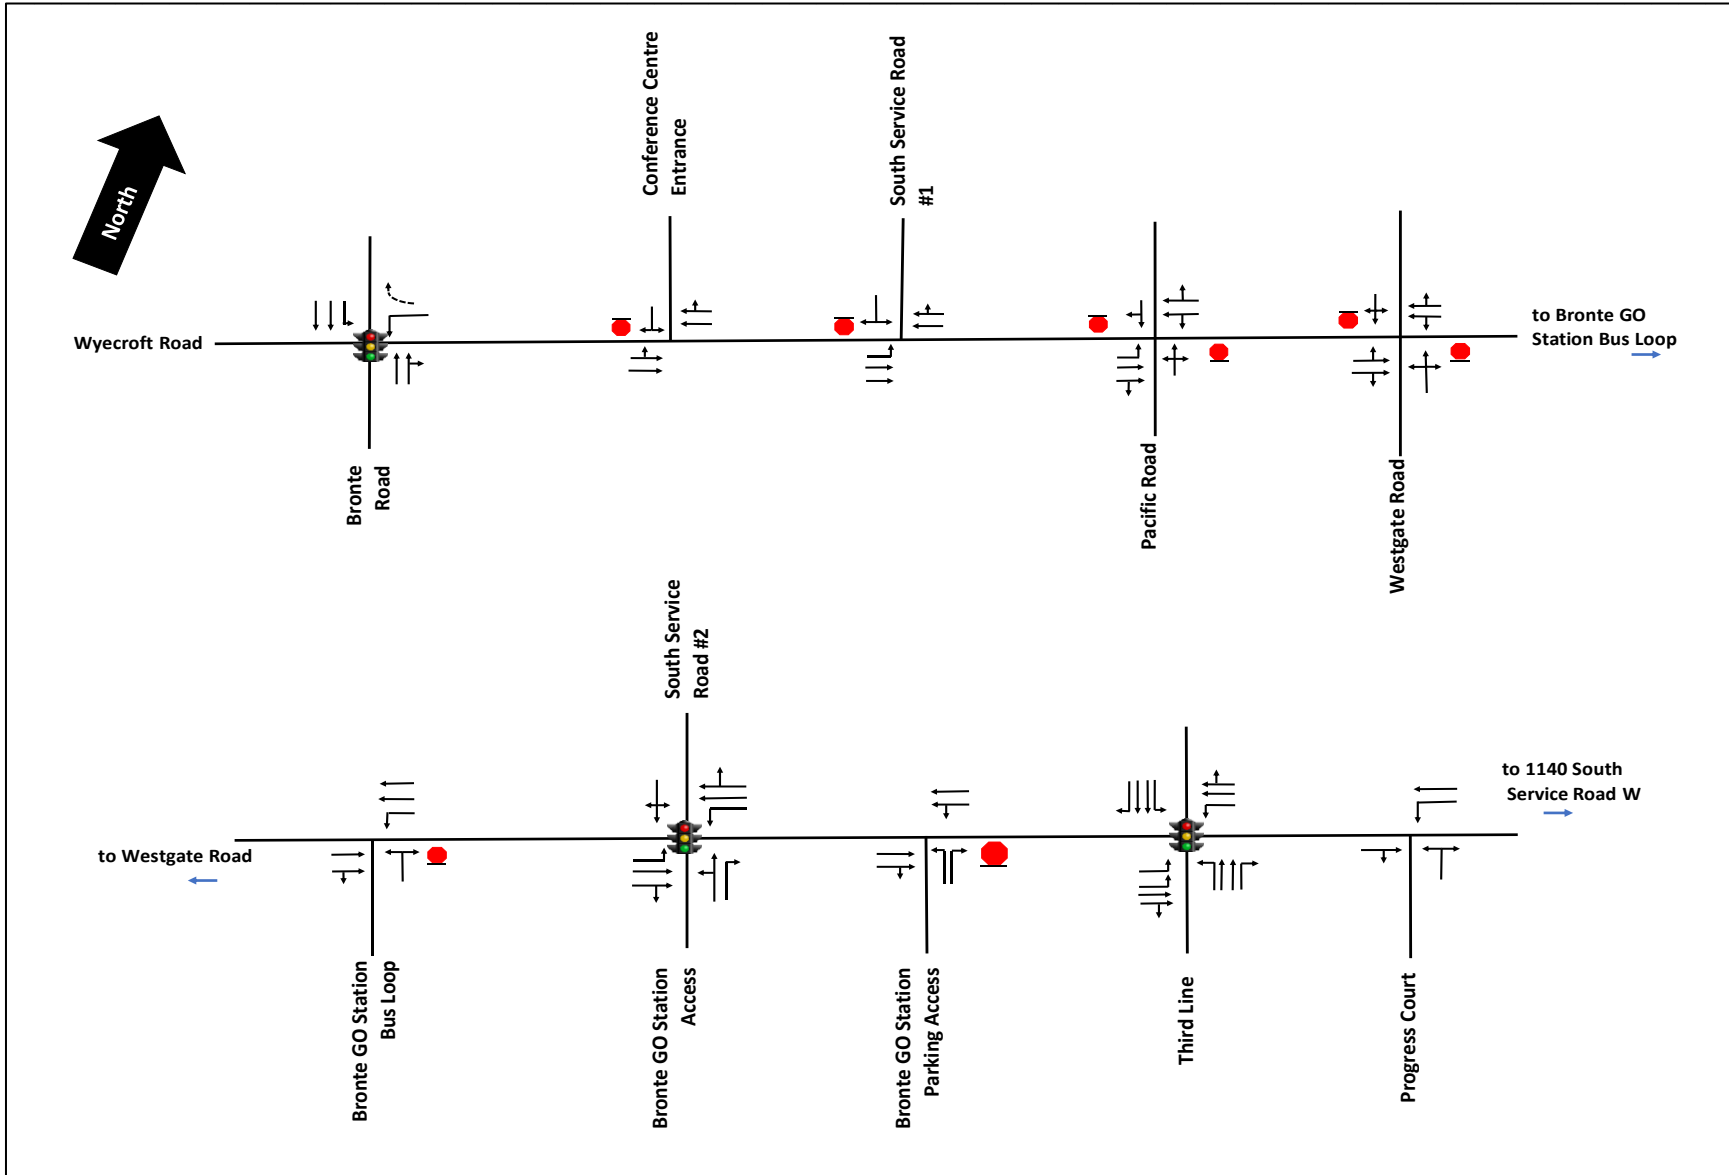 Conference Centre
Entrance
South Service Road
#1
North
Wyecroft Road
to Bronte GO
Station Bus Loop
Bronte
Road
Pacific Road
Westgate Road
South Service
Road #2
to 1140 South
Service Road W
to Westgate Road
Bronte GO Station
Bus Loop
Bronte GO Station
Access
Bronte GO Station
Parking Access
Third Line
Progress Court